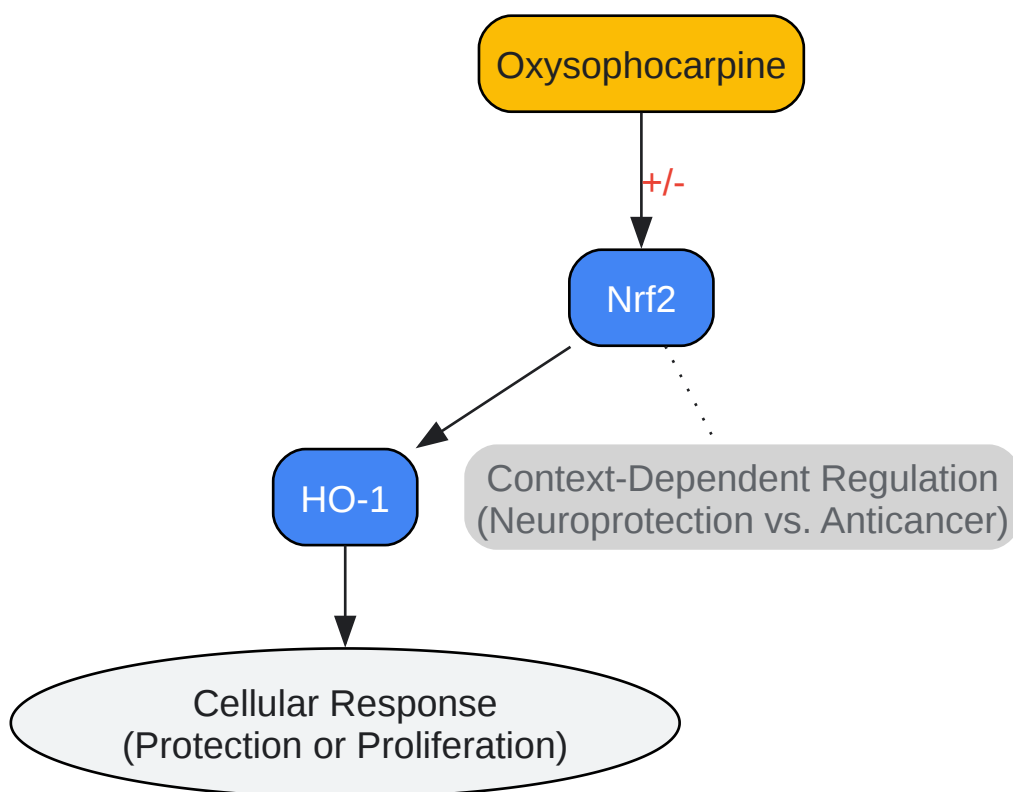 Oxysophocarpine
+/-
Nrf2
HO-1
Context-Dependent Regulation
(Neuroprotection vs. Anticancer)
Cellular Response
(Protection or Proliferation)